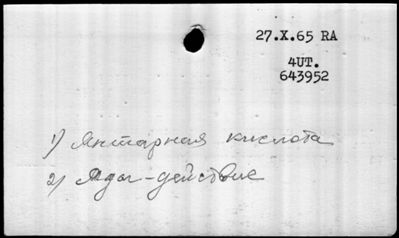 27.X.65 RA
4UT.
643952
1) Янтарная кислота
2) Яды-действие